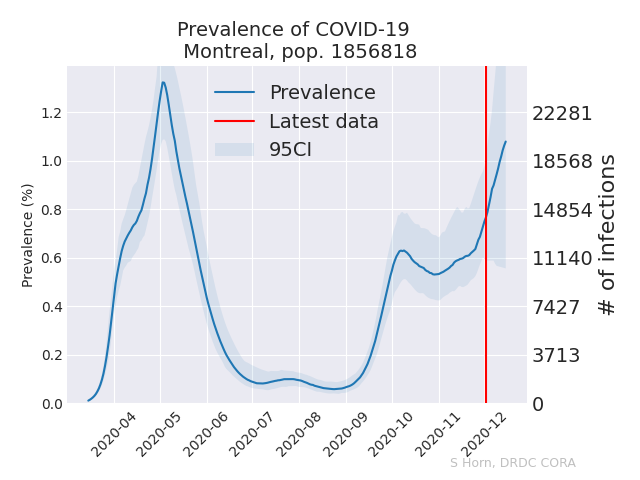 Prevalence of COVID-19
Montreal, pop. 1856818
Prevalence
Latest data
95CI
Prevalence (%)
1.2
1.0
0.8
0.6
0.4
0.2
0.0
22281
18568
14854
11140
7427
3713
0
# of infections
2020-04
2020-05
2020-06
2020-07
2020-08
2020-09
2020-10
2020-11
2020-12
S Horn, DRDC CORA